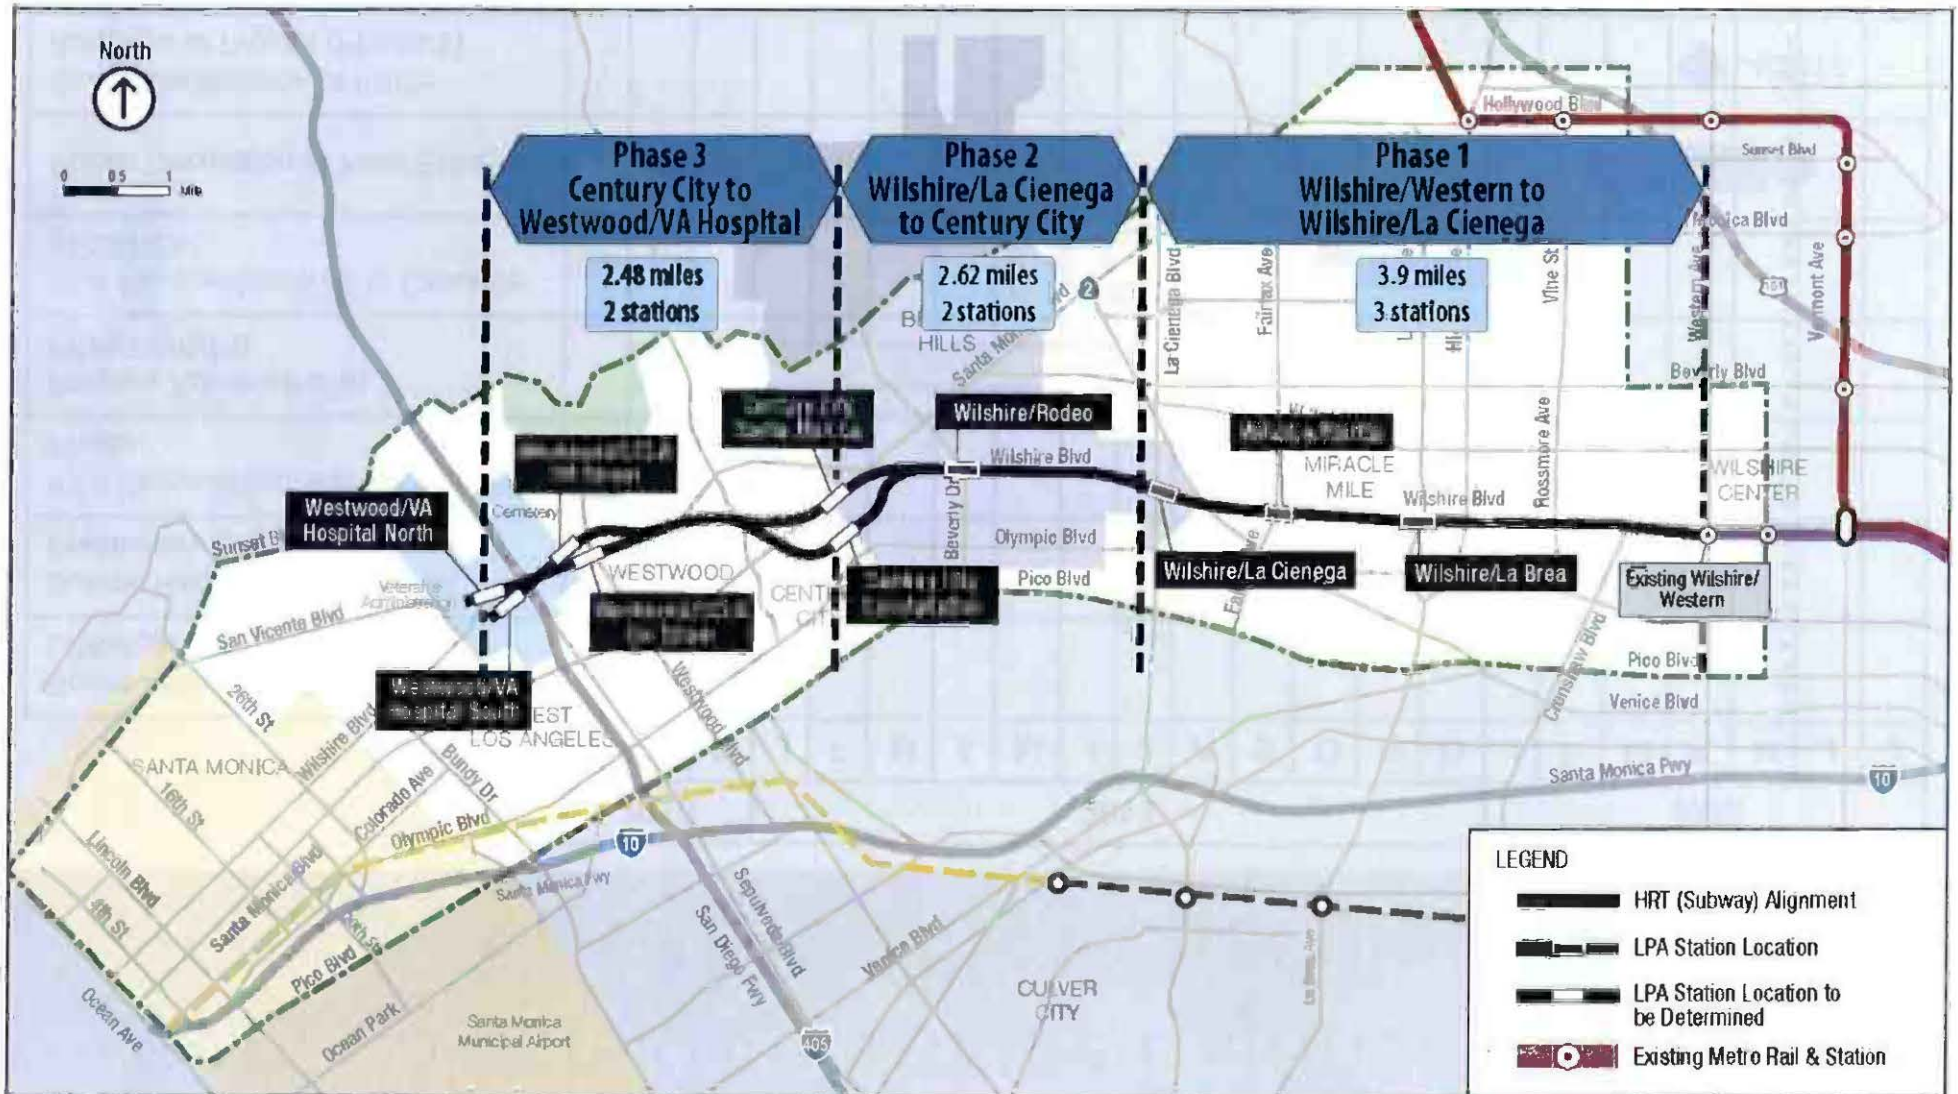 North
0 0.5 1
Mile
Phase 3
Century City to
Westwood/VA Hospital
2.48 miles
2 stations
Phase 2
Wilshire/La Cienega
to Century City
2.62 miles
2 stations
Phase 1
Wilshire/Western to
Wilshire/La Cienega
3.9 miles
3 stations
Hollywood Blvd
Sunset Blvd
Blvd
Vermont Ave
Western Ave
Beverly Blvd
101
2
La Cienega Blvd
Fairfax Ave
Vine St
Rossmore Ave
HILLS
Wilshire/Rodeo
Wilshire Blvd
Beverly Dr
Olympic Blvd
Pico Blvd
MIRACLE
MILE
Wilshire Blvd
WILSHIRE
CENTER
Wilshire/La Cienega
Wilshire/La Brea
Existing Wilshire/
Western
Crenshaw Blvd
Pico Blvd
Venice Blvd
Westwood/VA
Hospital North
Cemetery
Veterans
Administration
WESTWOOD
Westwood/VA
Hospital South
Sunset
San Vicente Blvd
LOS ANGELES
Westwood Blvd
26th St
Wilshire Blvd
SANTA MONICA
16th St
Colorado Ave
Bundy Dr
Olympic Blvd
Lincoln Blvd
4th St
Santa Monica Blvd
Pico Blvd
Ocean Ave
Ocean Park
Santa Monica Fwy
10
Santa Monica
Municipal Airport
Sepulveda Blvd
San Diego Fwy
405
Venice Blvd
CULVER
CITY
Santa Monica Fwy
10
LEGEND
HRT (Subway) Alignment
LPA Station Location
LPA Station Location to
be Determined
Existing Metro Rail & Station